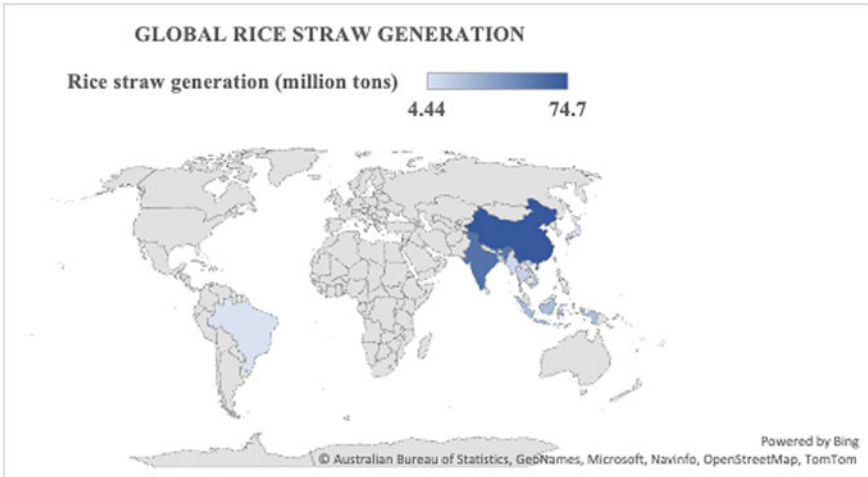 GLOBAL RICE STRAW GENERATION
Rice straw generation (million tons)
4.44 74.7
Powered by Bing
© Australian Bureau of Statistics, GeoNames, Microsoft, Navinfo, OpenStreetMap, TomTom